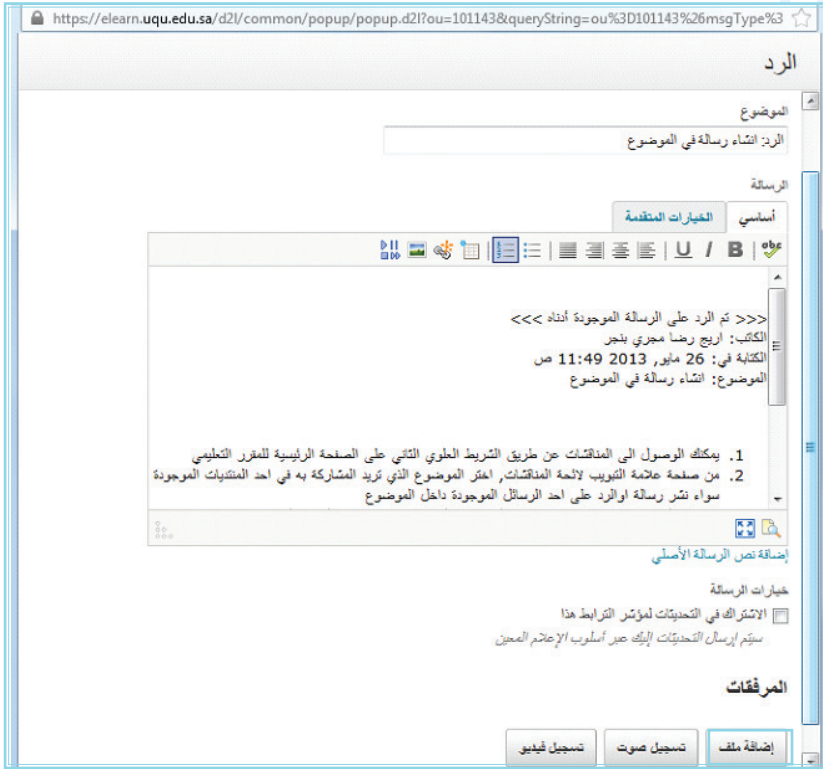 https://elearn.uqu.edu.sa/d2l/common/popup/popup.d2l?ou=101143&queryString=ou%3D101143%26msgType%3
الرد
الموضوع
الرد: انشاء رسالة في الموضوع
الرسالة
أساسي الخيارات المتقدمة
abc B I U
<<< تم الرد على الرسالة الموجودة أدناه >>>
الكاتب: اريج رضا مجري بنجر
الكتابة في: 26 مايو, 2013 11:49 ص
الموضوع: انشاء رسالة في الموضوع
1. يمكنك الوصول الى المناقشات عن طريق الشريط العلوي الثاني على الصفحة الرئيسية للمقرر التعليمي
2. من صفحة علامة التبويب لائحة المناقشات, اختر الموضوع الذي تريد المشاركة به في احد المنتديات الموجودة
سواء نشر رسالة اوالرد على احد الرسائل الموجودة داخل الموضوع
إضافة نص الرسالة الأصلي
خيارات الرسالة
الاشتراك في التحديثات لمؤشر الترابط هذا
سيتم إرسال التحديثات إليك عبر أسلوب الإعلام المعين
المرفقات
إضافة ملف تسجيل صوت تسجيل فيديو